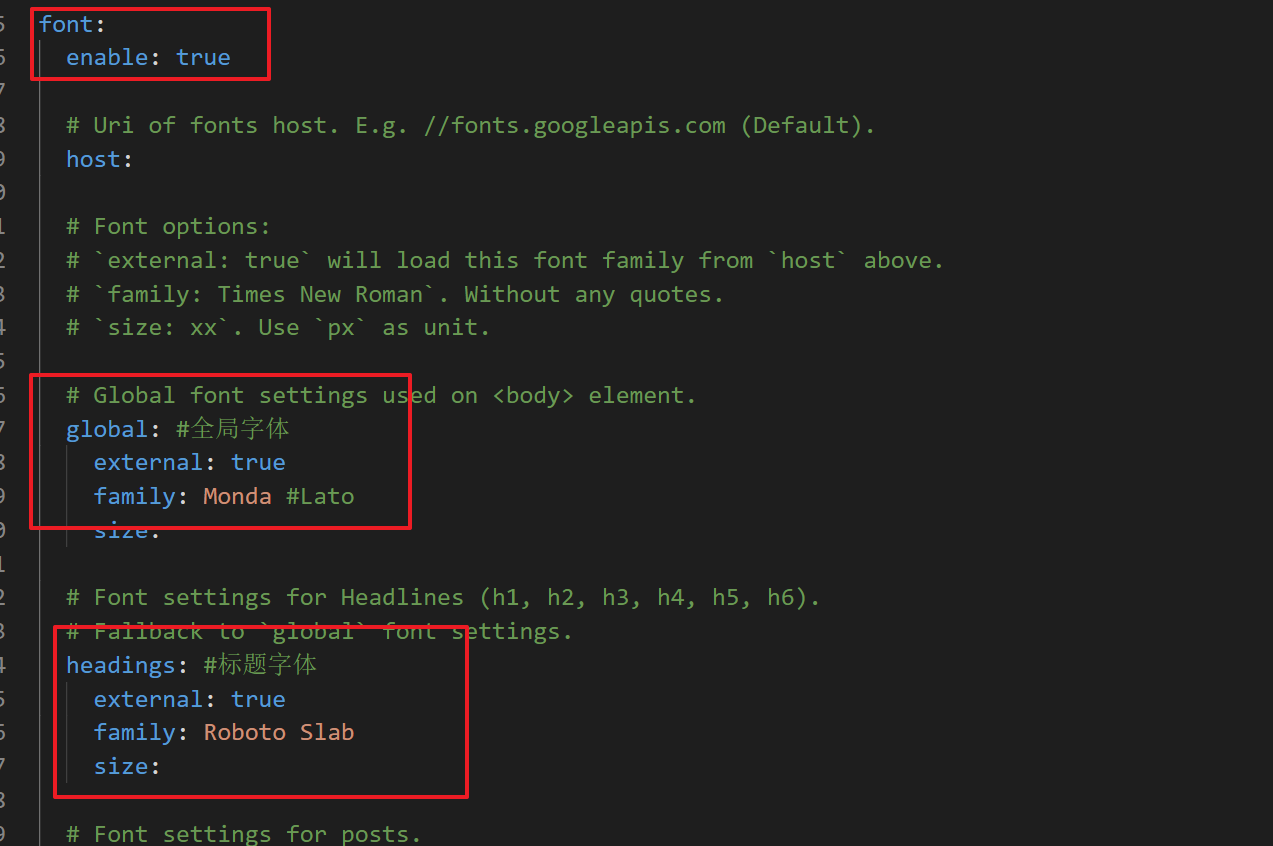 font:
enable: true
# Uri of fonts host. E.g. //fonts.googleapis.com (Default).
host:
# Font options:
# `external: true` will load this font family from `host` above.
# `family: Times New Roman`. Without any quotes.
# `size: xx`. Use `px` as unit.
# Global font settings used on <body> element.
global: #全局字体
external: true
family: Monda #Lato
size:
# Font settings for Headlines (h1, h2, h3, h4, h5, h6).
# Fallback to `global` font settings.
headings: #标题字体
external: true
family: Roboto Slab
size:
# Font settings for posts.